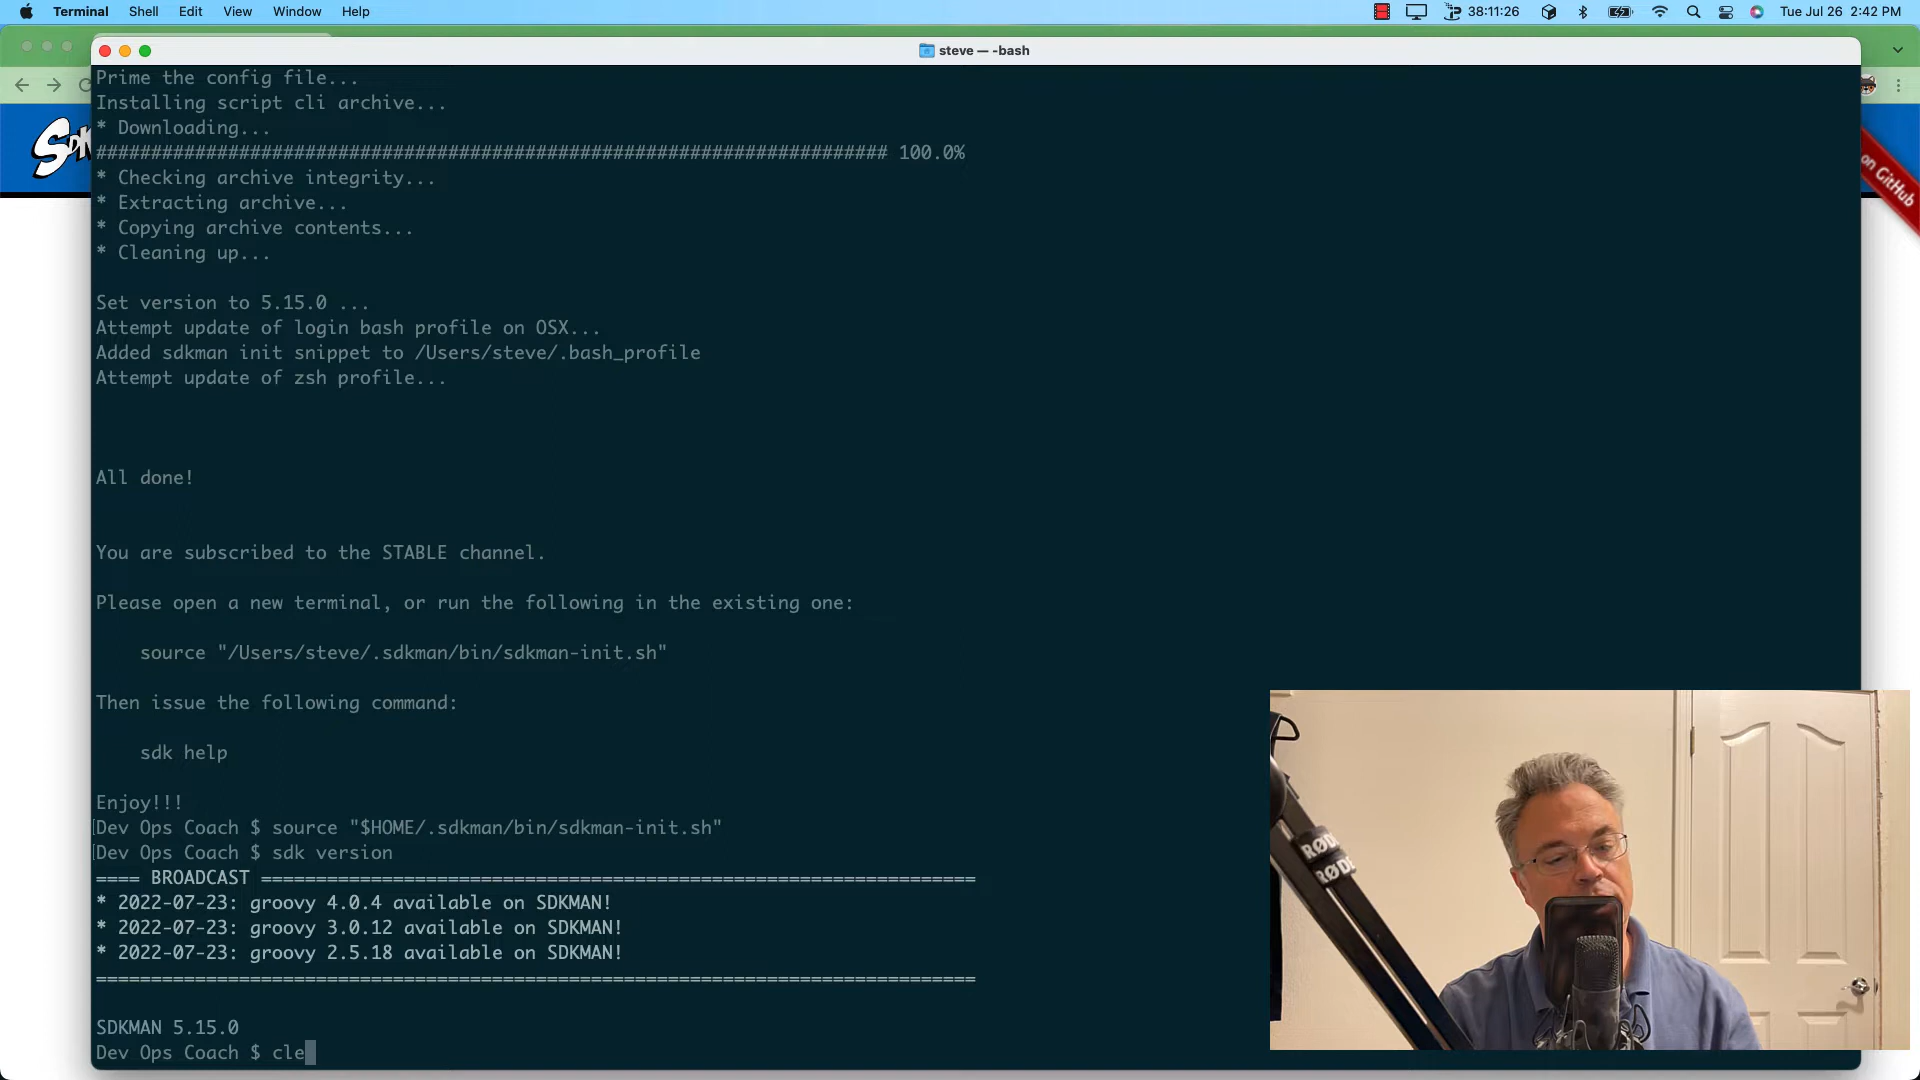 Terminal Shell Edit View Window Help
38:11:26
Tue Jul 26 2:42 PM
steve — -bash
SDK
on GitHub
Prime the config file...
Installing script cli archive...
* Downloading...
######################################################################## 100.0%
* Checking archive integrity...
* Extracting archive...
* Copying archive contents...
* Cleaning up...
Set version to 5.15.0 ...
Attempt update of login bash profile on OSX...
Added sdkman init snippet to /Users/steve/.bash_profile
Attempt update of zsh profile...
All done!
You are subscribed to the STABLE channel.
Please open a new terminal, or run the following in the existing one:
source "/Users/steve/.sdkman/bin/sdkman-init.sh"
Then issue the following command:
sdk help
Enjoy!!!
Dev Ops Coach $ source "$HOME/.sdkman/bin/sdkman-init.sh"
Dev Ops Coach $ sdk version
==== BROADCAST =================================================================
* 2022-07-23: groovy 4.0.4 available on SDKMAN!
* 2022-07-23: groovy 3.0.12 available on SDKMAN!
* 2022-07-23: groovy 2.5.18 available on SDKMAN!
================================================================================
SDKMAN 5.15.0
Dev Ops Coach $ cle
RØDE
RØDE